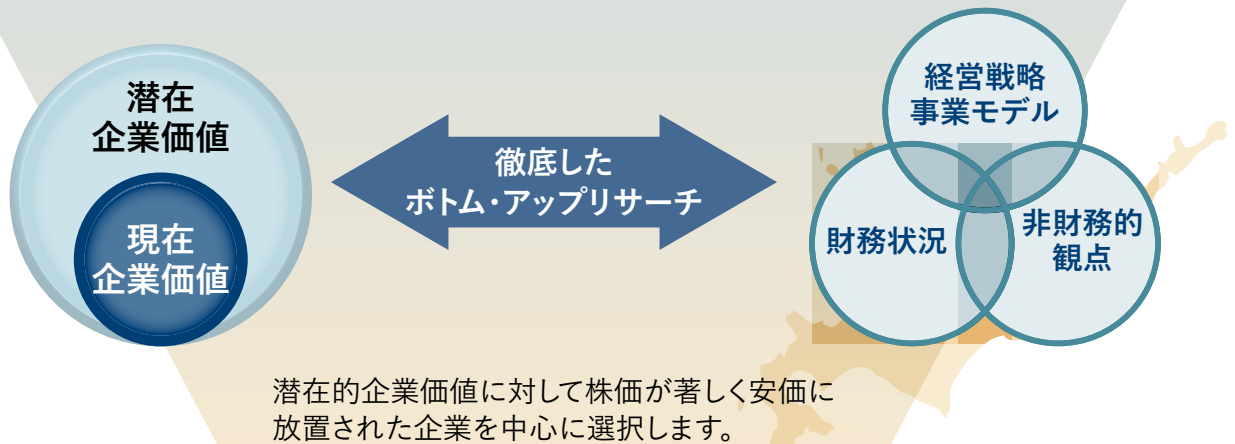 潜在
企業価値
現在
企業価値
徹底した
ボトム・アップリサーチ
経営戦略
事業モデル
財務状況
非財務的
観点
潜在的企業価値に対して株価が著しく安価に
放置された企業を中心に選択します。